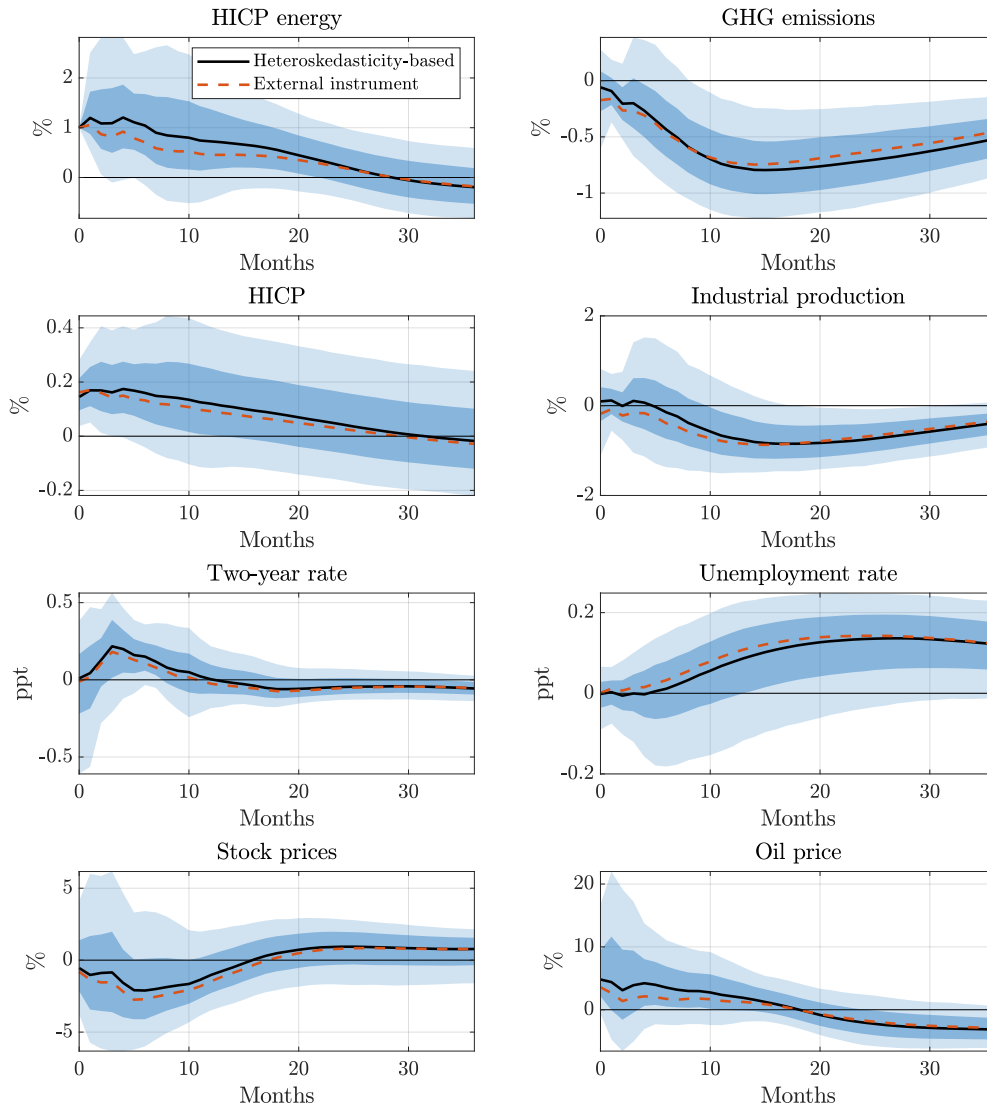 HICP energy
GHG emissions
Heteroskedasticity-based
External instrument
2
1
0
%
0
-0.5
-1
%
0 10 20 30
0 10 20 30
Months
Months
HICP
Industrial production
0.4
0.2
0
-0.2
%
2
0
-2
%
0 10 20 30
0 10 20 30
Months
Months
Two-year rate
Unemployment rate
0.5
0
-0.5
ppt
0.2
0
-0.2
ppt
0 10 20 30
0 10 20 30
Months
Months
Stock prices
Oil price
5
0
-5
%
20
10
0
%
0 10 20 30
0 10 20 30
Months
Months